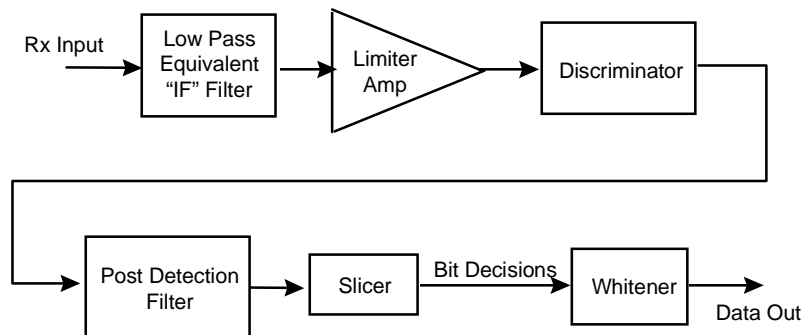 Rx Input
Low Pass
Equivalent
“IF” Filter
Limiter
Amp
Discriminator
Post Detection
Filter
Slicer
Bit Decisions
Whitener
Data Out